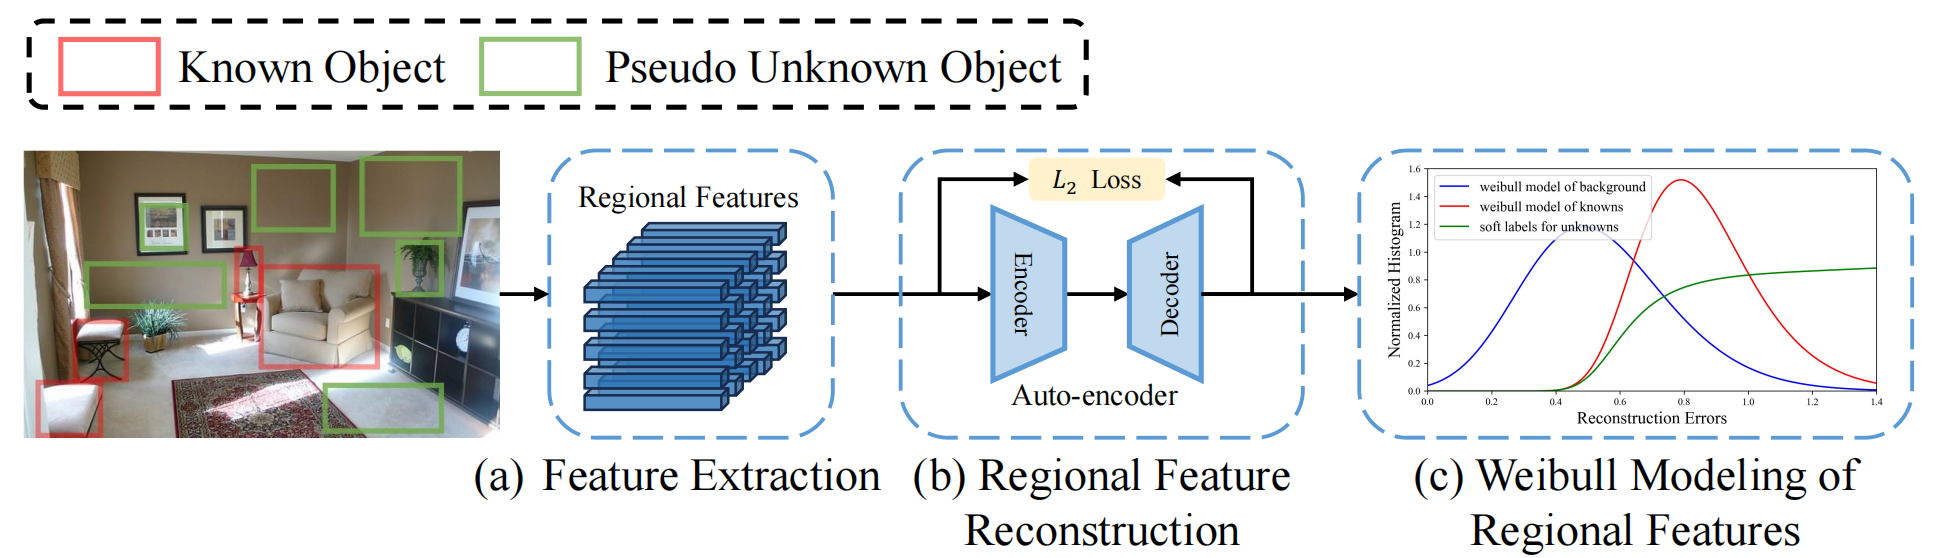 Known Object
Pseudo Unknown Object
Regional Features
L₂ Loss
Encoder
Decoder
Auto-encoder
1.6
1.4
1.2
1.0
0.8
0.6
0.4
0.2
0.0
Normalized Histogram
weibull model of background
weibull model of knowns
soft labels for unknowns
0.0 0.2 0.4 0.6 0.8 1.0 1.2 1.4
Reconstruction Errors
(a) Feature Extraction
(b) Regional Feature
Reconstruction
(c) Weibull Modeling of
Regional Features